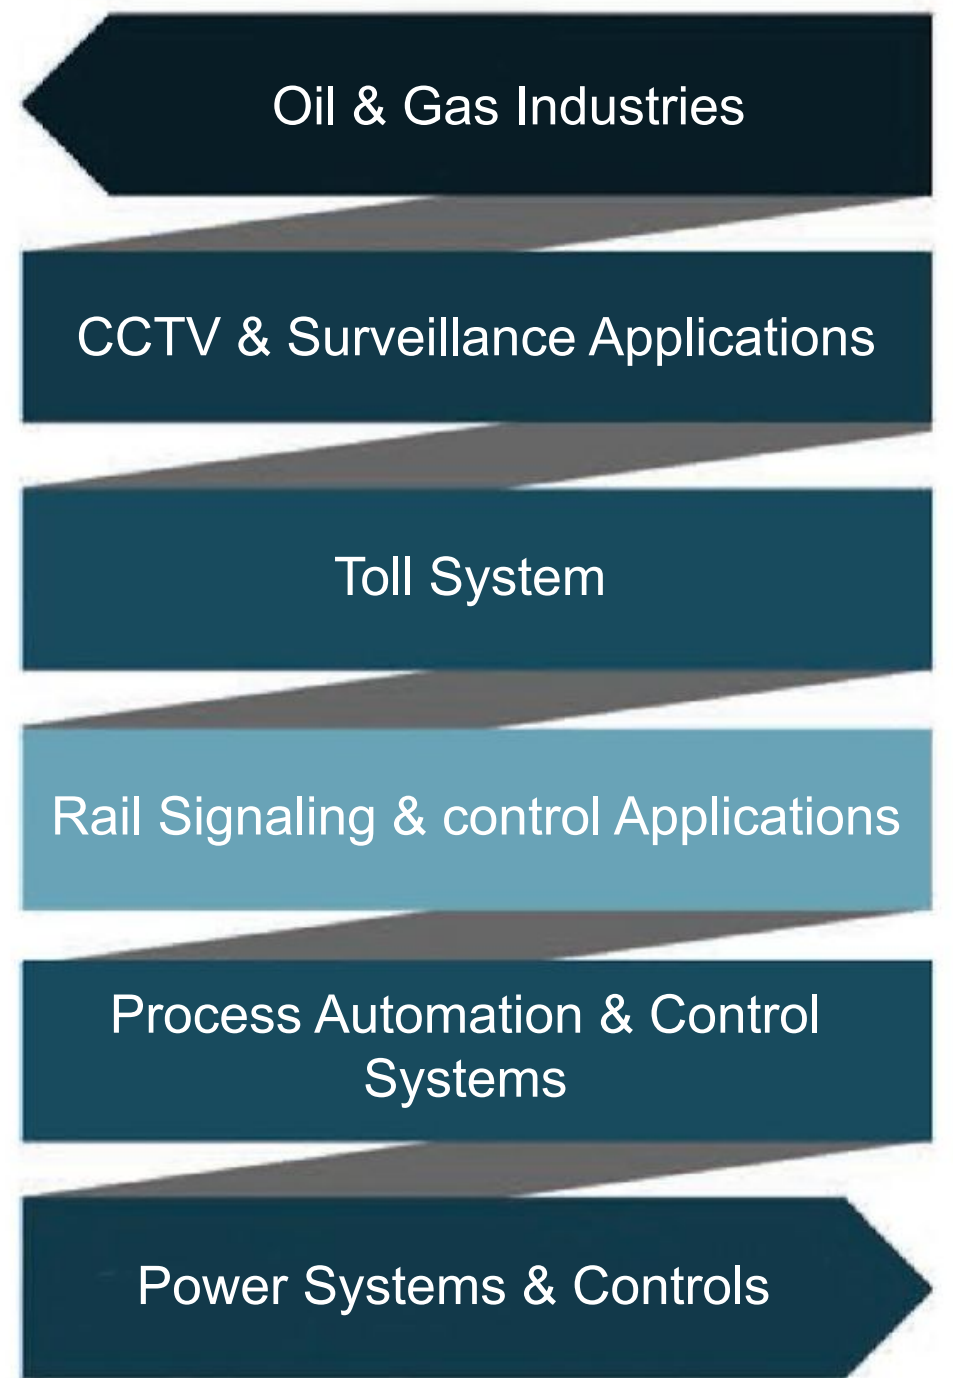 Oil & Gas Industries
CCTV & Surveillance Applications
Toll System
Rail Signaling & control Applications
Process Automation & Control
Systems
Power Systems & Controls